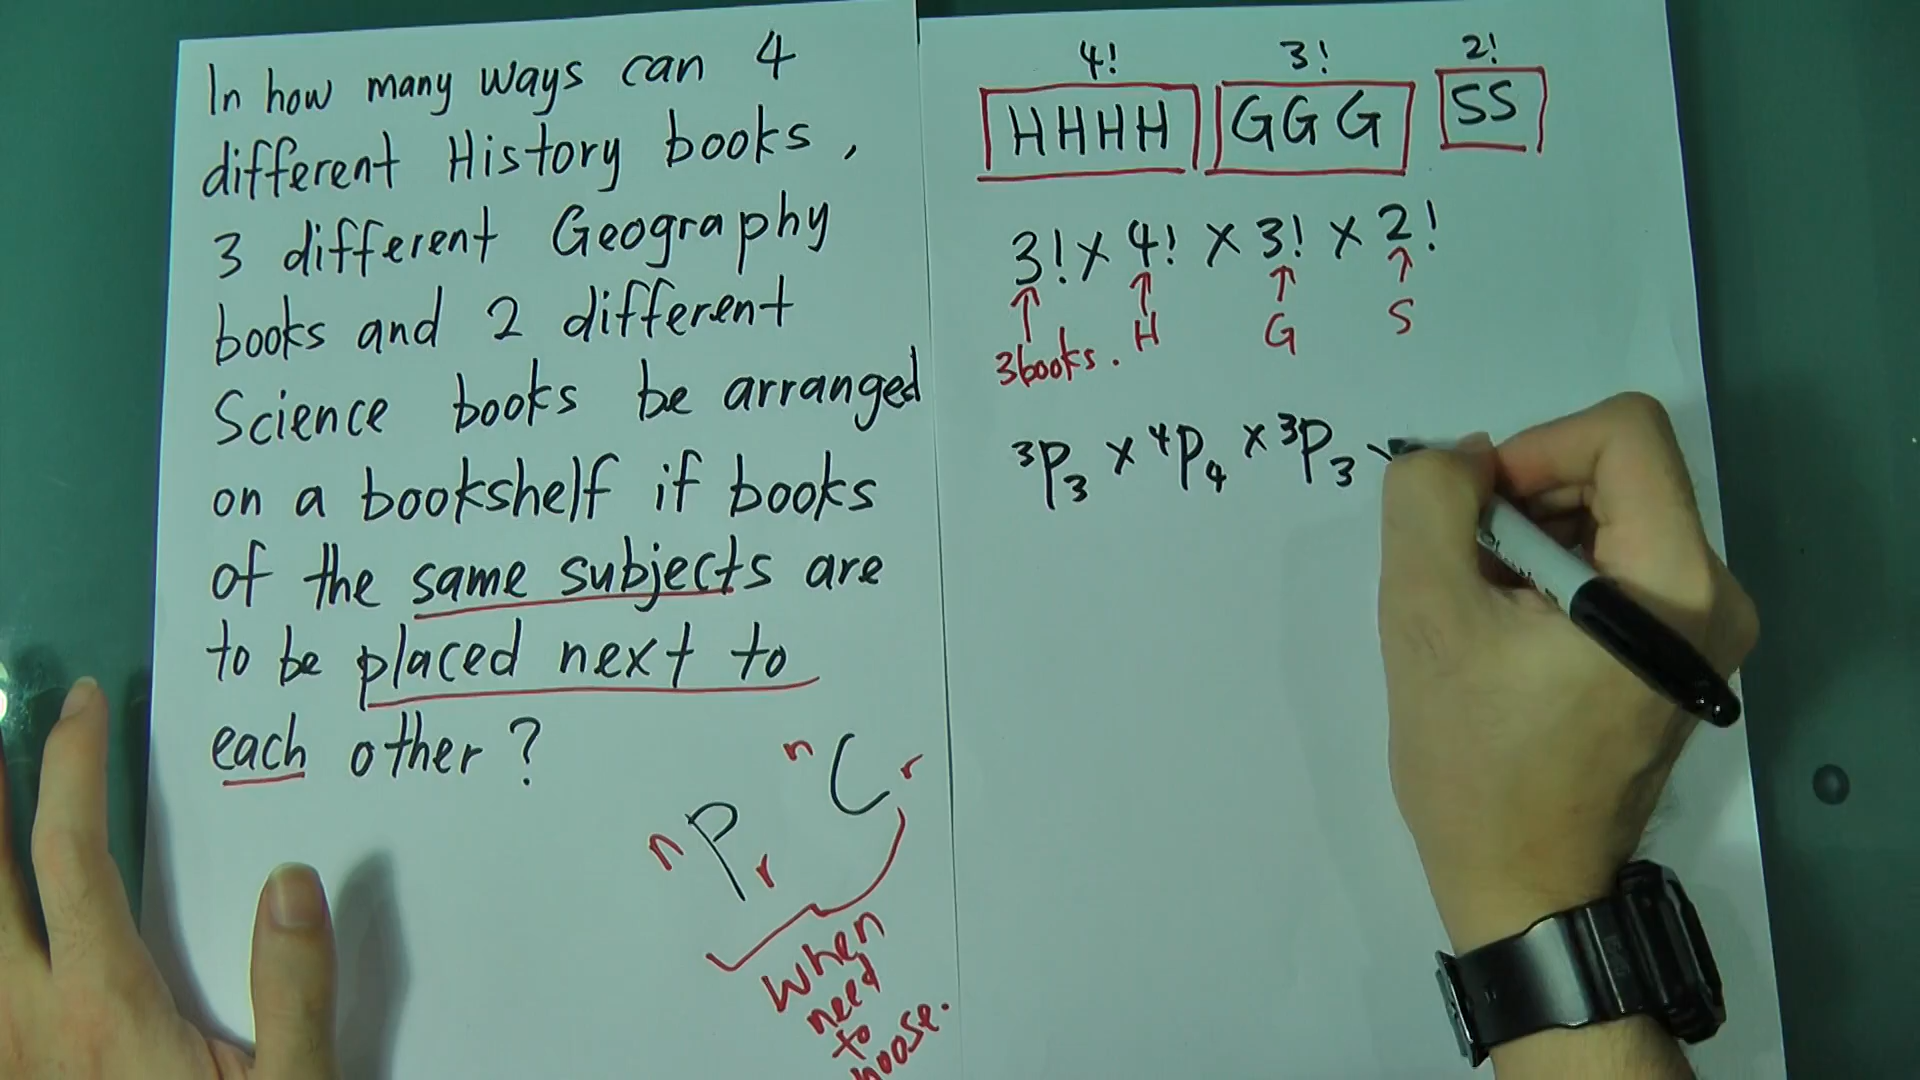 In how many ways can 4
different History books,
3 different Geography
books and 2 different
Science books be arranged
on a bookshelf if books
of the same subjects are
to be placed next to
each other?
n C r
n P r
when
need
to
4! 3! 2!
HHHH GGG SS
3! x 4! x 3! x 2!
↑ ↑ ↑ ↑
3books. H G S
³P₃ x ⁴P₄ x ³P₃